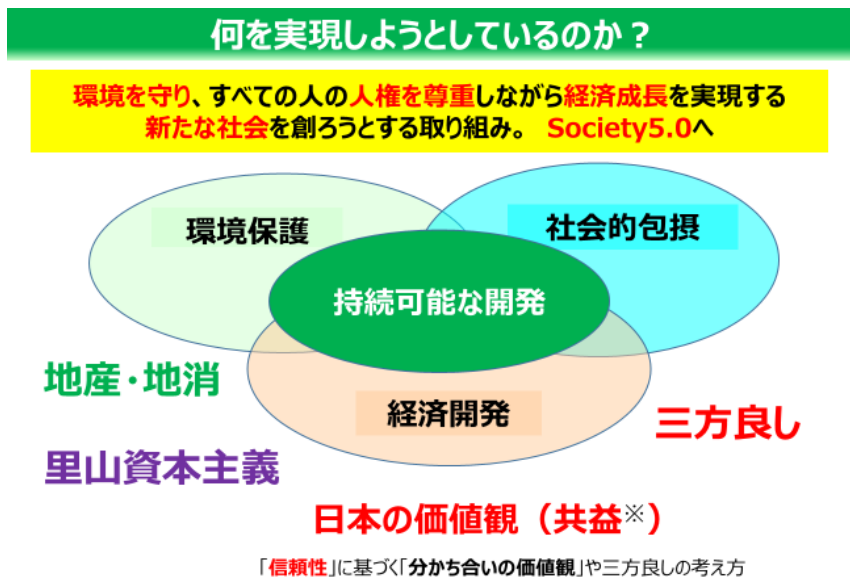 何を実現しようとしているのか？
環境を守り、すべての人の人権を尊重しながら経済成長を実現する
新たな社会を創ろうとする取り組み。 Society5.0へ
環境保護
社会的包摂
持続可能な開発
地産・地消
経済開発
三方良し
里山資本主義
日本の価値観（共益※）
「信頼性」に基づく「分かち合いの価値観」や三方良しの考え方